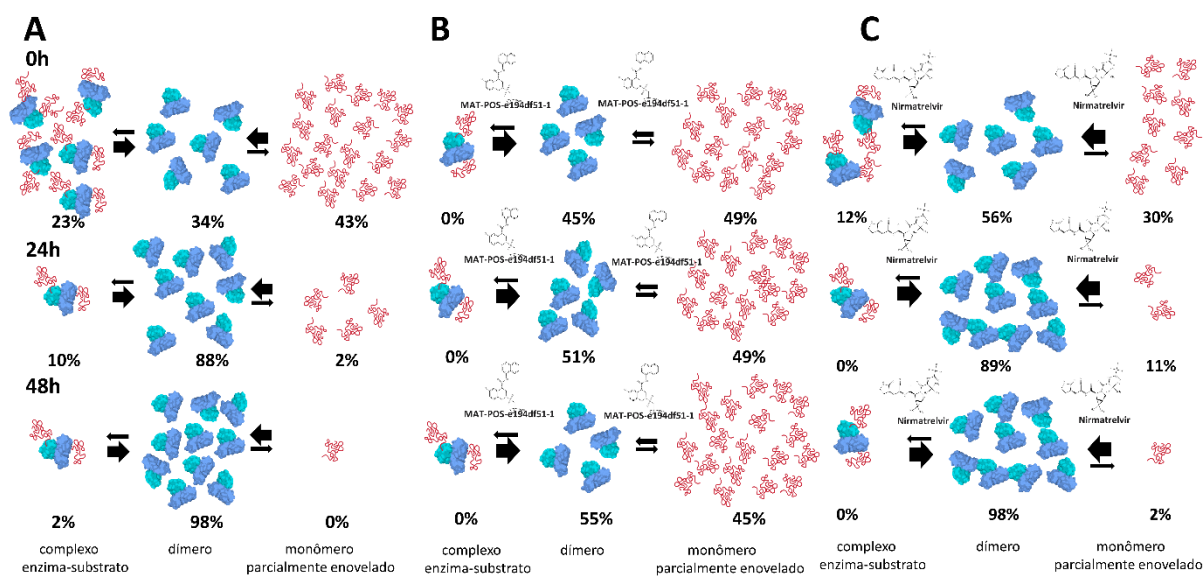 A
B
C
0h
MAT-POS-e194df51-1
MAT-POS-e194df51-1
Nirmatrelvir
Nirmatrelvir
23%
34%
43%
0%
45%
49%
12%
56%
30%
24h
MAT-POS-e194df51-1
MAT-POS-e194df51-1
Nirmatrelvir
Nirmatrelvir
10%
88%
2%
0%
51%
49%
0%
89%
11%
48h
MAT-POS-e194df51-1
MAT-POS-e194df51-1
Nirmatrelvir
Nirmatrelvir
2%
98%
0%
0%
55%
45%
0%
98%
2%
complexo
enzima-substrato
dímero
monômero
parcialmente enovelado
complexo
enzima-substrato
dímero
monômero
parcialmente enovelado
complexo
enzima-substrato
dímero
monômero
parcialmente enovelado